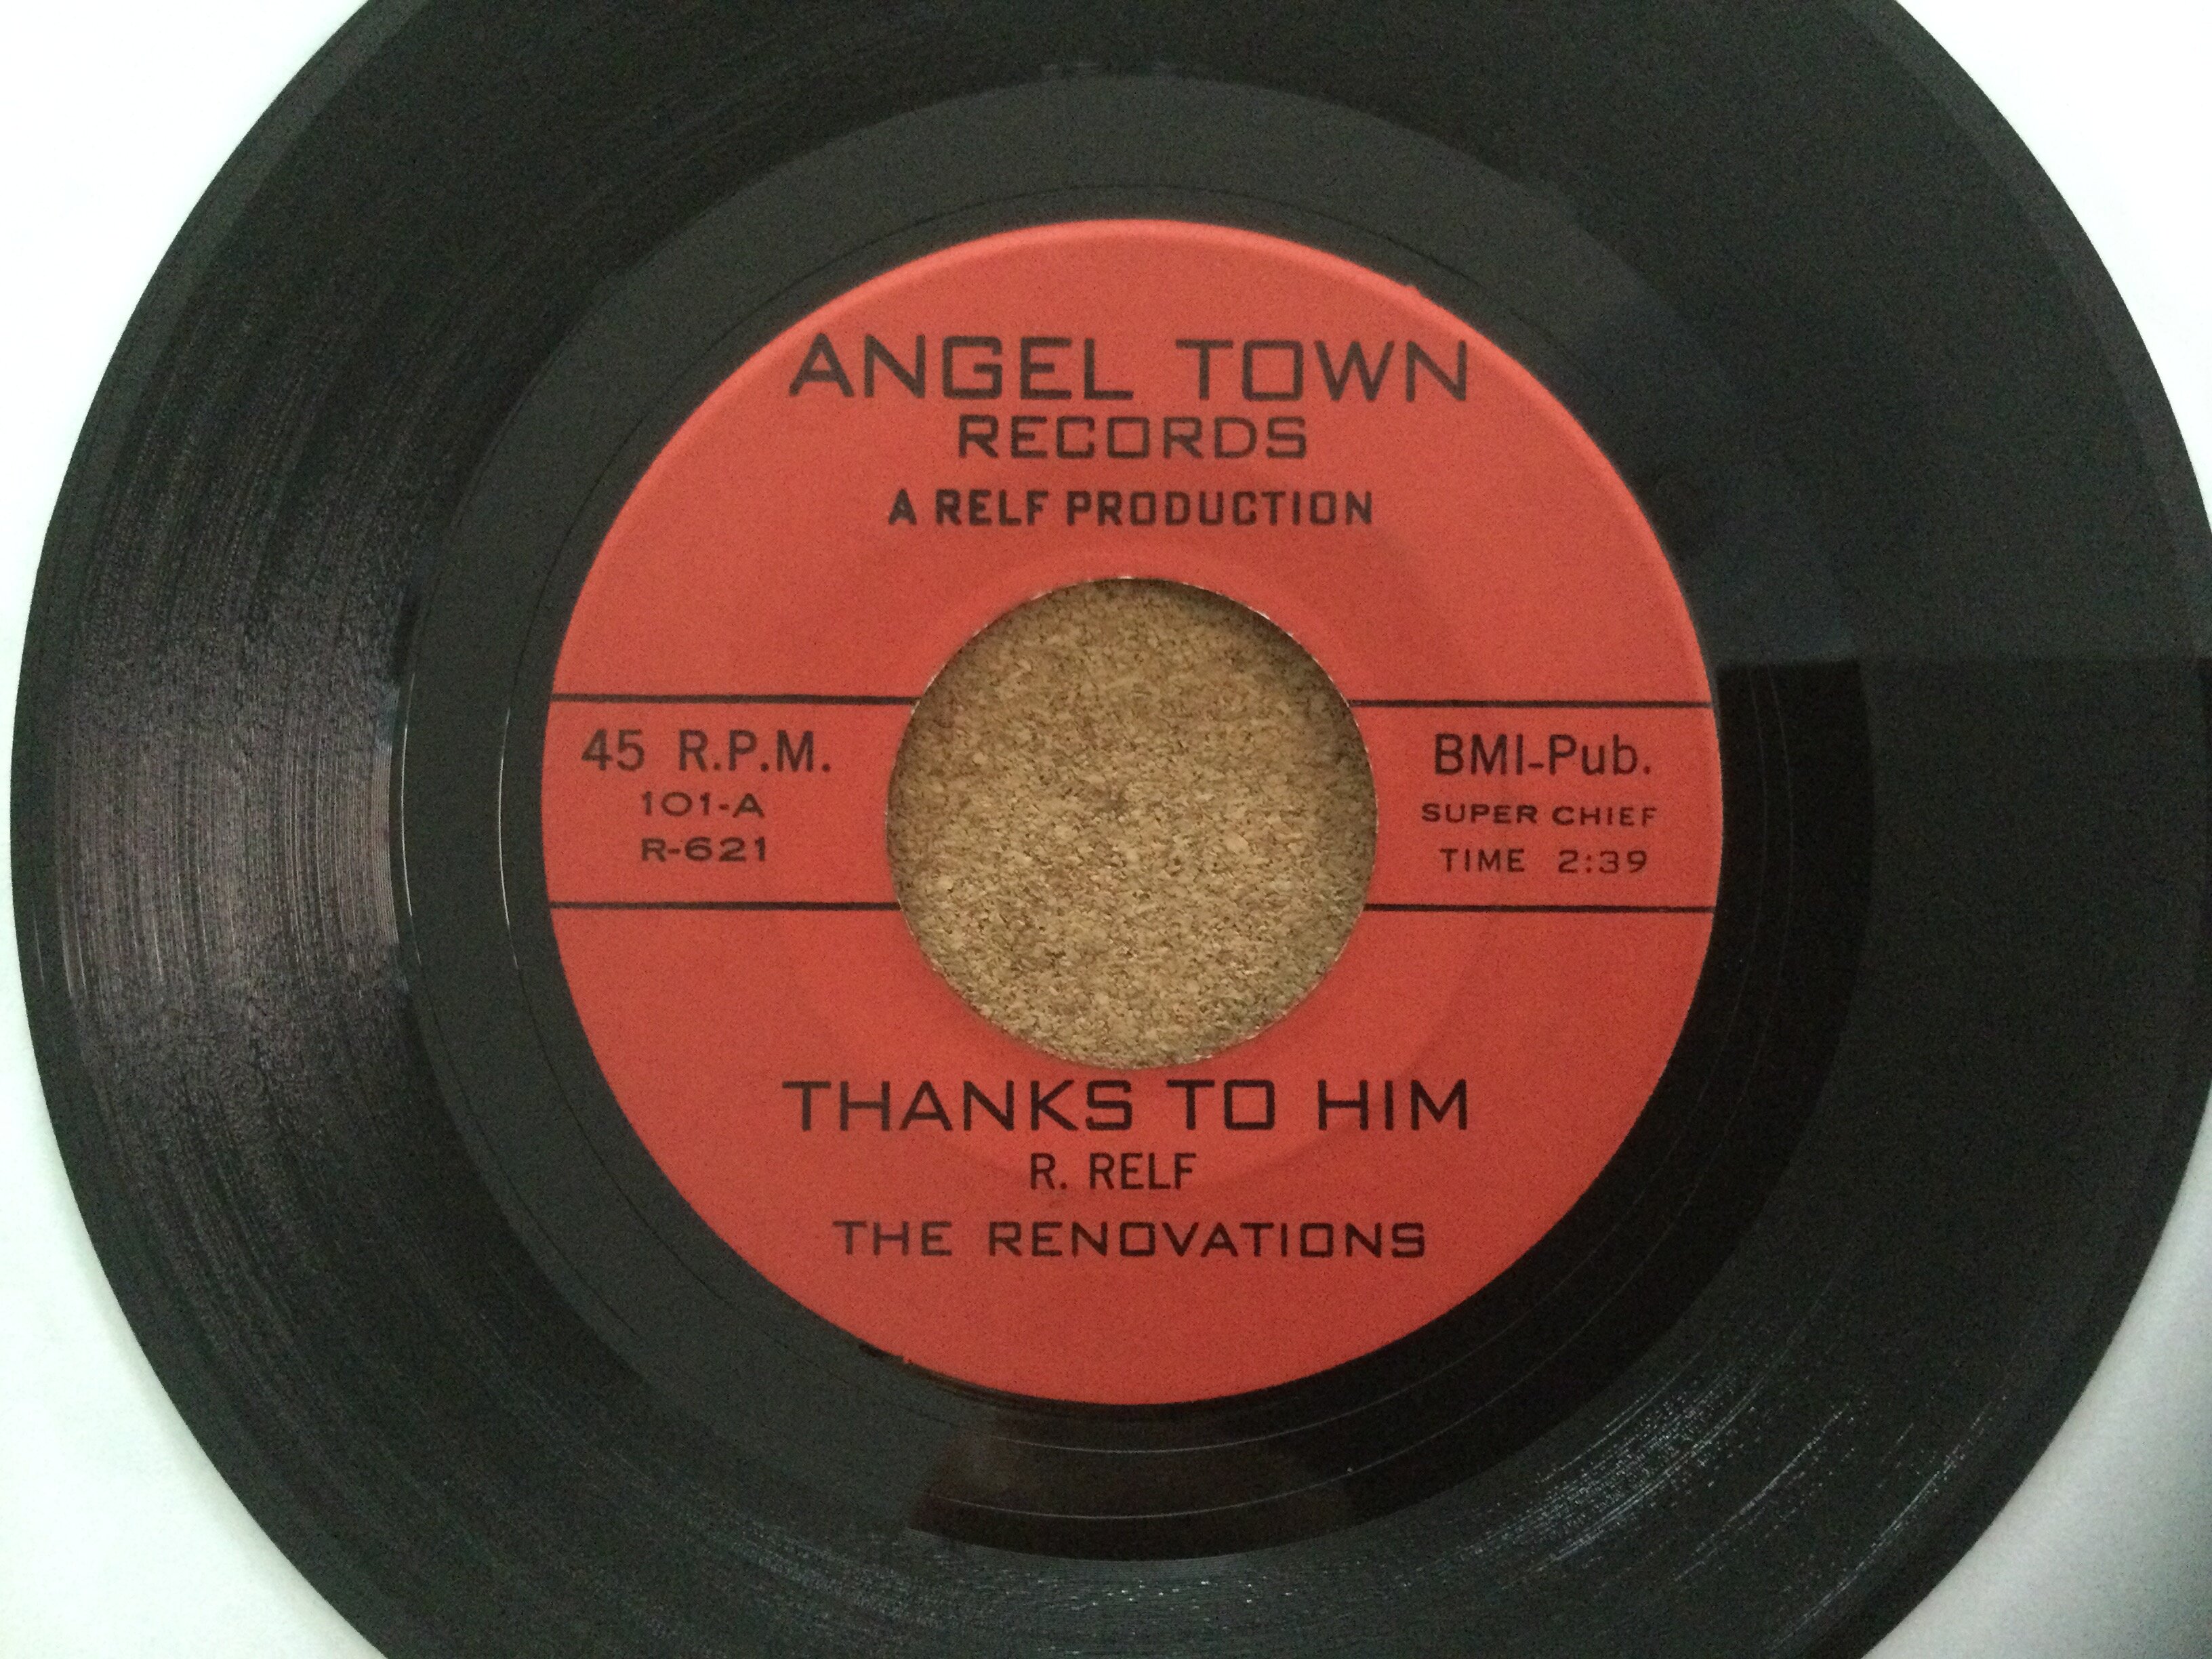 ANGEL TOWN
RECORDS
A RELF PRODUCTION
45 R.P.M.
101-A
R-621
BMI-Pub.
SUPER CHIEF
TIME 2:39
THANKS TO HIM
R. RELF
THE RENOVATIONS